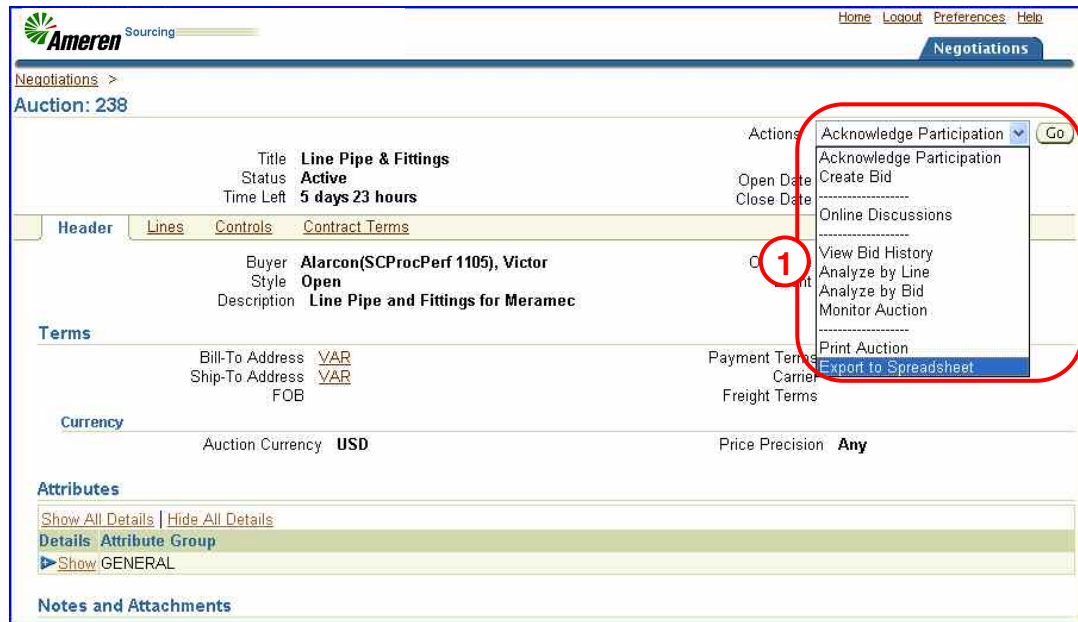 Ameren Sourcing
Home Logout Preferences Help
Negotiations
Negotiations >
Auction: 238
Actions Acknowledge Participation Go
Acknowledge Participation
Title Line Pipe & Fittings
Status Active
Open Date Create Bid
Time Left 5 days 23 hours
Close Date
-------------------
Online Discussions
-------------------
Header Lines Controls Contract Terms
View Bid History
1
Buyer Alarcon(SCProcPerf 1105), Victor
Analyze by Line
Style Open
Analyze by Bid
Description Line Pipe and Fittings for Meramec
Monitor Auction
-------------------
Terms
Print Auction
Bill-To Address VAR
Payment Terms
Export to Spreadsheet
Ship-To Address VAR
Carrier
FOB
Freight Terms
Currency
Auction Currency USD
Price Precision Any
Attributes
Show All Details | Hide All Details
Details Attribute Group
Show GENERAL
Notes and Attachments